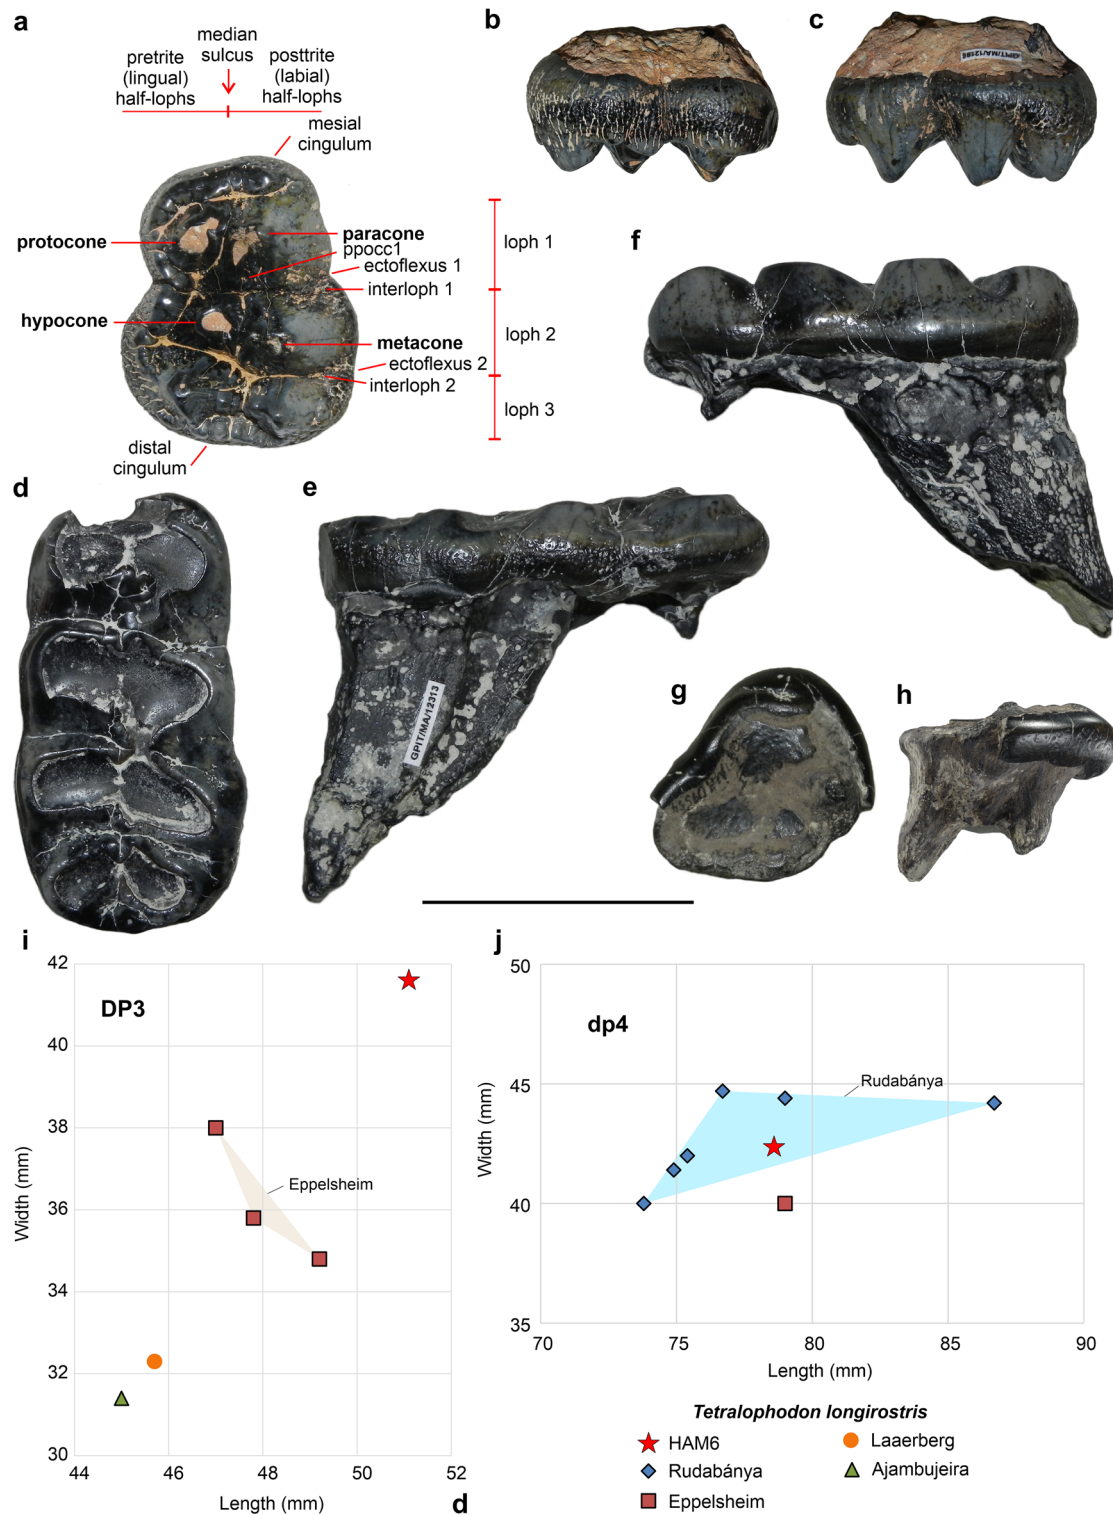 a
pretrite
(lingual)
half-lophs
median
sulcus
posttrite
(labial)
half-lophs
mesial
cingulum
protocone
paracone
ppocc1
ectoflexus 1
interloph 1
hypocone
metacone
ectoflexus 2
interloph 2
distal
cingulum
loph 1
loph 2
loph 3
b
c
GPIT/MA/12188
f
d
e
GPIT/MA/12313
g
h
i
DP3
Width (mm)
42
40
38
36
34
32
30
Eppelsheim
44
46
48
50
52
Length (mm)
d
j
dp4
Width (mm)
50
45
40
35
Rudabánya
70
75
80
85
90
Length (mm)
Tetralophodon longirostris
HAM6
Laaerberg
Rudabánya
Ajambujeira
Eppelsheim